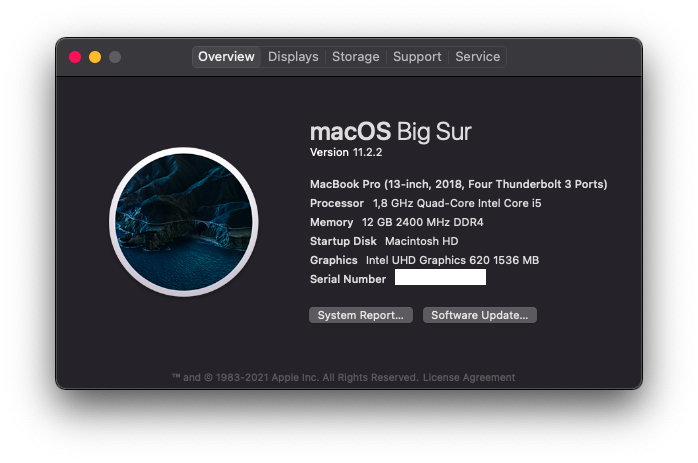 Overview Displays Storage Support Service
macOS Big Sur
Version 11.2.2
MacBook Pro (13-inch, 2018, Four Thunderbolt 3 Ports)
Processor 1,8 GHz Quad-Core Intel Core i5
Memory 12 GB 2400 MHz DDR4
Startup Disk Macintosh HD
Graphics Intel UHD Graphics 620 1536 MB
Serial Number
System Report... Software Update...
™ and © 1983-2021 Apple Inc. All Rights Reserved. License Agreement